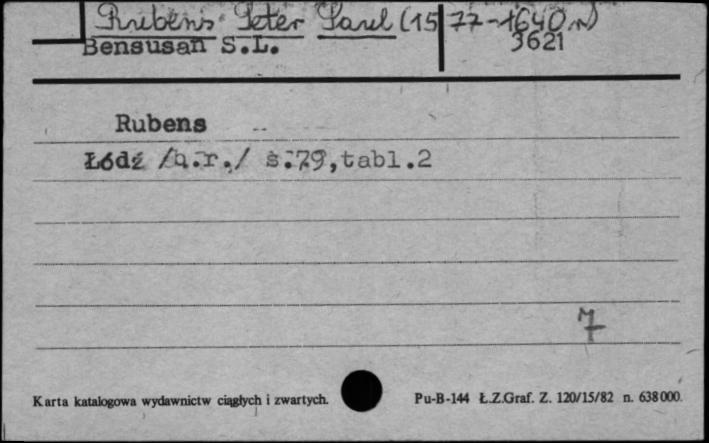 Rubens Peter Paul (1577-1640 r)
Bensusan S.L. 3621
Rubens
Łódź /b.r./ s.79,tabl.2
7
Karta katalogowa wydawnictw ciągłych i zwartych. Pu-B-144 Ł.Z.Graf. Z. 120/15/82 n. 638000.